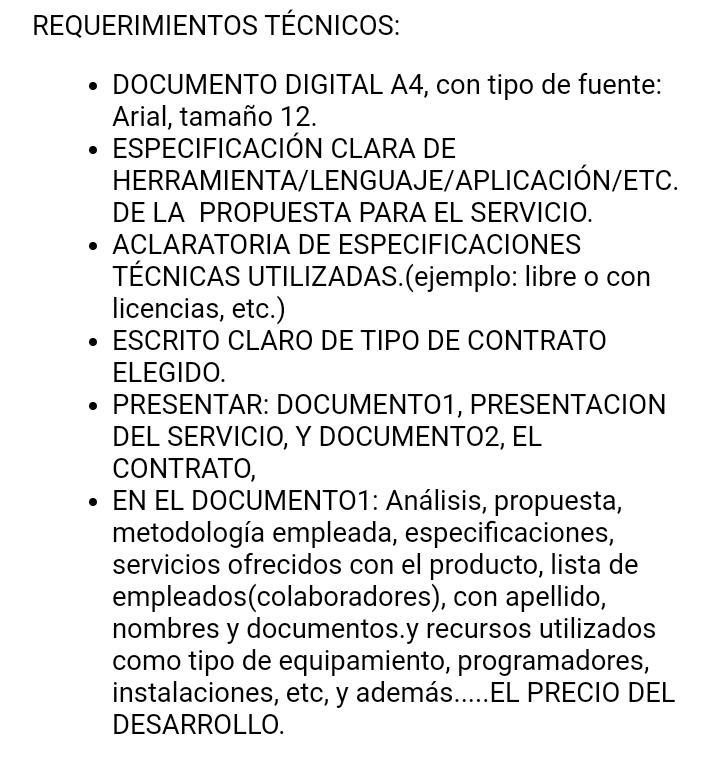 REQUERIMIENTOS TÉCNICOS:
• DOCUMENTO DIGITAL A4, con tipo de fuente:
Arial, tamaño 12.
• ESPECIFICACIÓN CLARA DE
HERRAMIENTA/LENGUAJE/APLICACIÓN/ETC.
DE LA  PROPUESTA PARA EL SERVICIO.
• ACLARATORIA DE ESPECIFICACIONES
TÉCNICAS UTILIZADAS.(ejemplo: libre o con
licencias, etc.)
• ESCRITO CLARO DE TIPO DE CONTRATO
ELEGIDO.
• PRESENTAR: DOCUMENTO1, PRESENTACION
DEL SERVICIO, Y DOCUMENTO2, EL
CONTRATO,
• EN EL DOCUMENTO1: Análisis, propuesta,
metodología empleada, especificaciones,
servicios ofrecidos con el producto, lista de
empleados(colaboradores), con apellido,
nombres y documentos.y recursos utilizados
como tipo de equipamiento, programadores,
instalaciones, etc, y además.....EL PRECIO DEL
DESARROLLO.